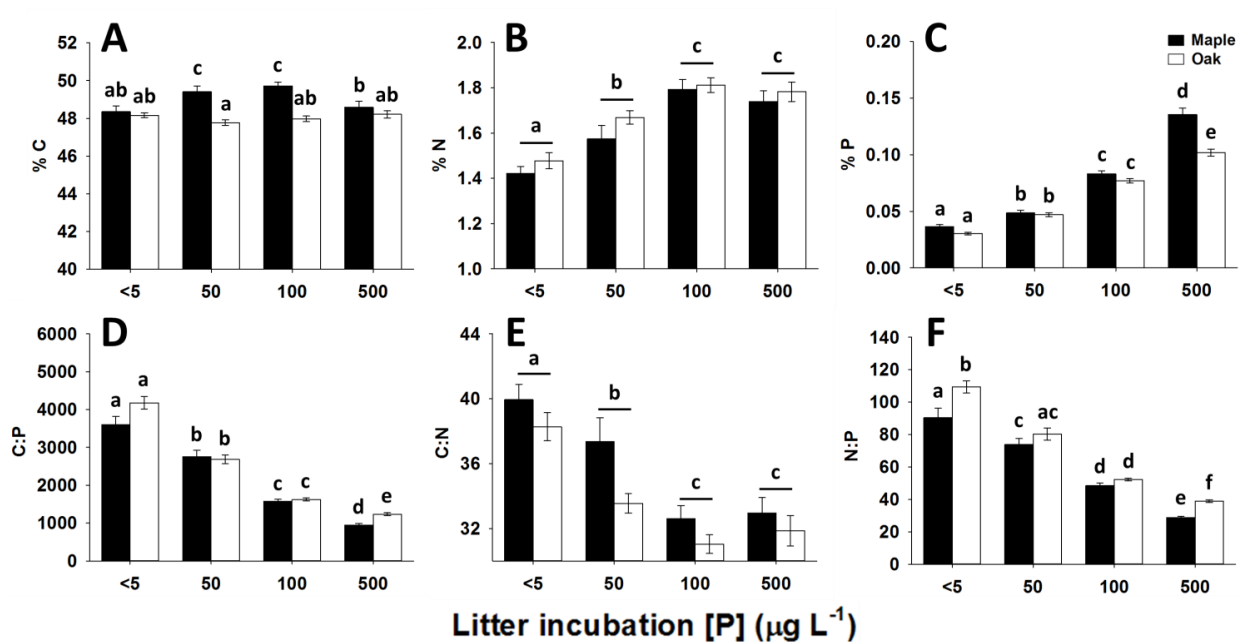 A
% C
52
50
48
46
44
42
40
ab
ab
c
a
c
ab
b
ab
<5
50
100
500
B
% N
2.0
1.8
1.6
1.4
1.2
1.0
a
b
c
c
<5
50
100
500
C
Maple
Oak
% P
0.20
0.15
0.10
0.05
0.00
a
a
b
b
c
c
d
e
<5
50
100
500
D
C:P
6000
5000
4000
3000
2000
1000
0
a
a
b
b
c
c
d
e
<5
50
100
500
E
C:N
44
40
36
32
a
b
c
c
<5
50
100
500
F
N:P
140
120
100
80
60
40
20
0
a
b
c
ac
d
d
e
f
<5
50
100
500
Litter incubation [P] (μg L⁻¹)